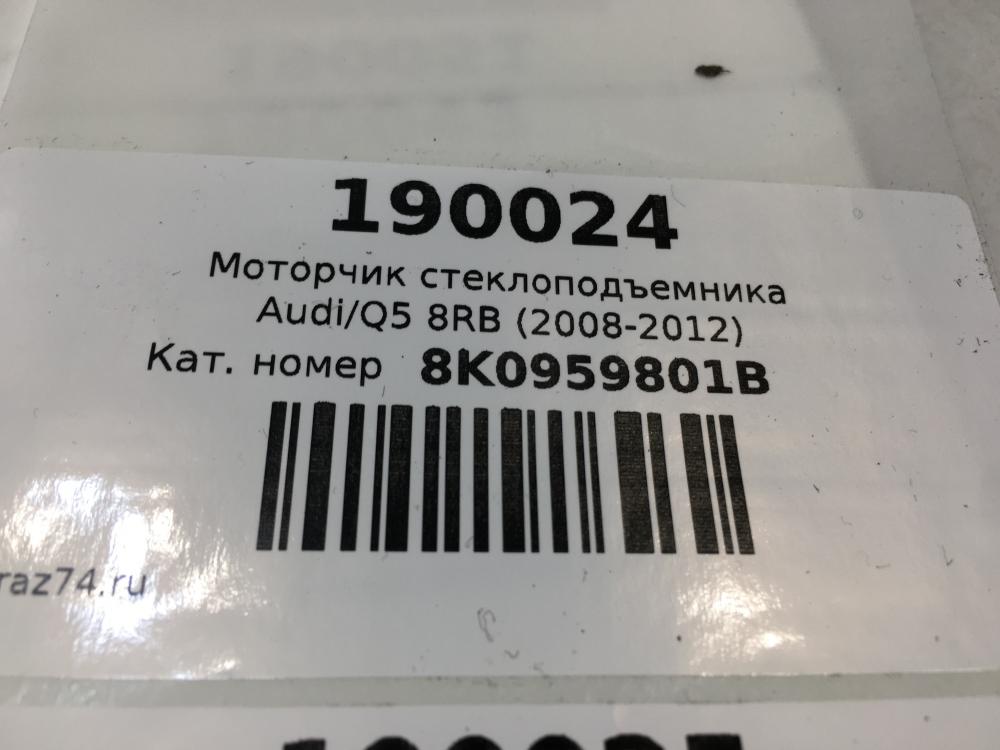 190024
Моторчик стеклоподъемника
Audi/Q5 8RB (2008-2012)
Кат. номер 8K0959801B
raz74.ru